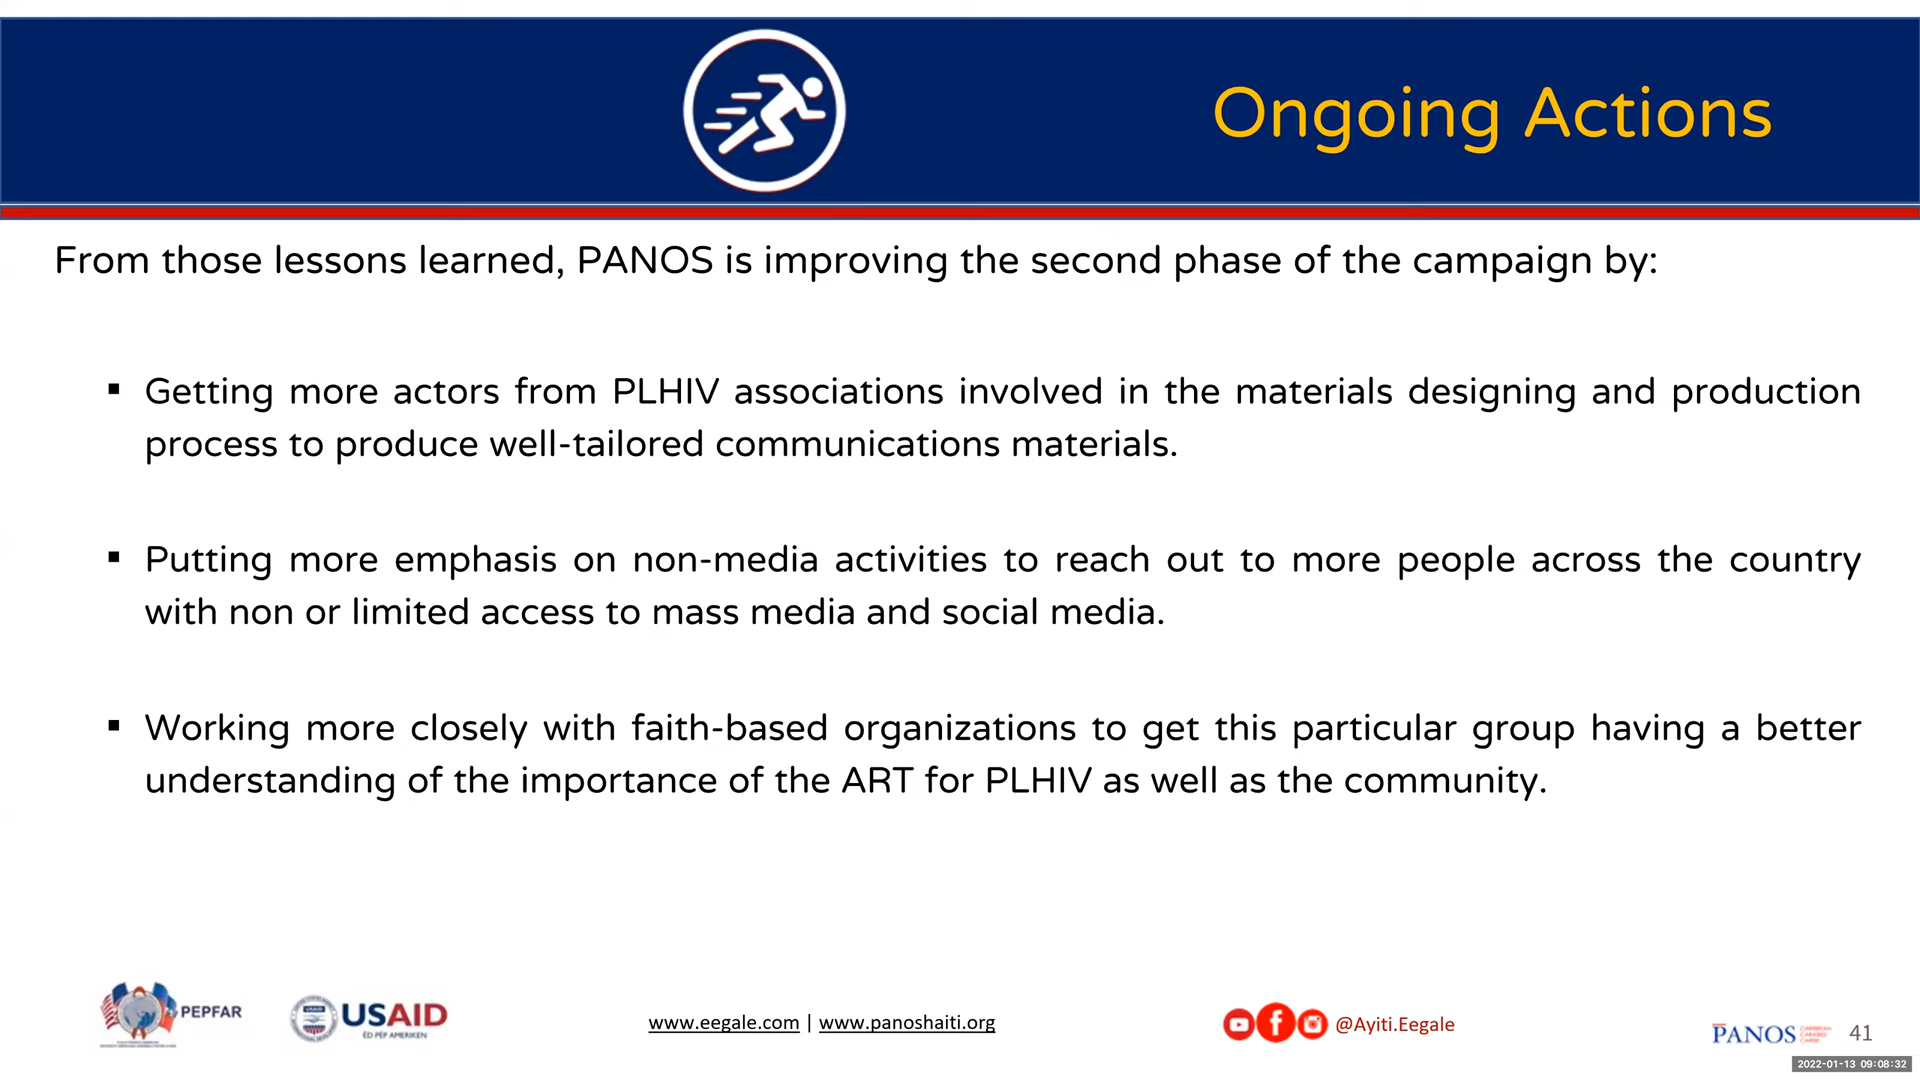 Ongoing Actions
From those lessons learned, PANOS is improving the second phase of the campaign by:
▪ Getting more actors from PLHIV associations involved in the materials designing and production
process to produce well-tailored communications materials.
▪ Putting more emphasis on non-media activities to reach out to more people across the country
with non or limited access to mass media and social media.
▪ Working more closely with faith-based organizations to get this particular group having a better
understanding of the importance of the ART for PLHIV as well as the community.
PEPFAR
USAID
ÈD PÈP AMERIKEN
www.eegale.com | www.panoshaiti.org
@Ayiti.Eegale
PANOS
41
2022-01-13 09:08:32